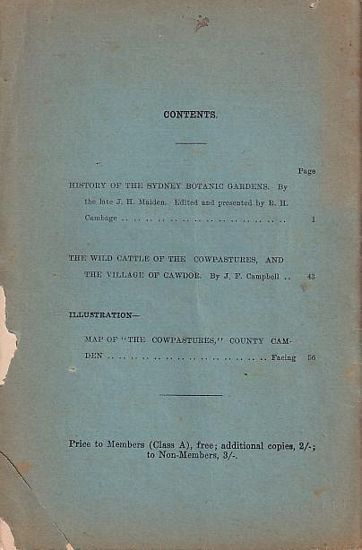 CONTENTS.
Page
HISTORY OF THE SYDNEY BOTANIC GARDENS. By
the late J. H. Maiden. Edited and presented by R. H.
Cambage .. .. .. .. .. .. .. .. .. .. .. .. .. .. 1
THE WILD CATTLE OF THE COWPASTURES, AND
THE VILLAGE OF CAWDOR. By J. F. Campbell .. 43
ILLUSTRATION—
MAP OF "THE COWPASTURES," COUNTY CAM-
DEN .. .. .. .. .. .. .. .. .. .. .. .. .. .. Facing 56
Price to Members (Class A), free; additional copies, 2/-;
to Non-Members, 3/-.